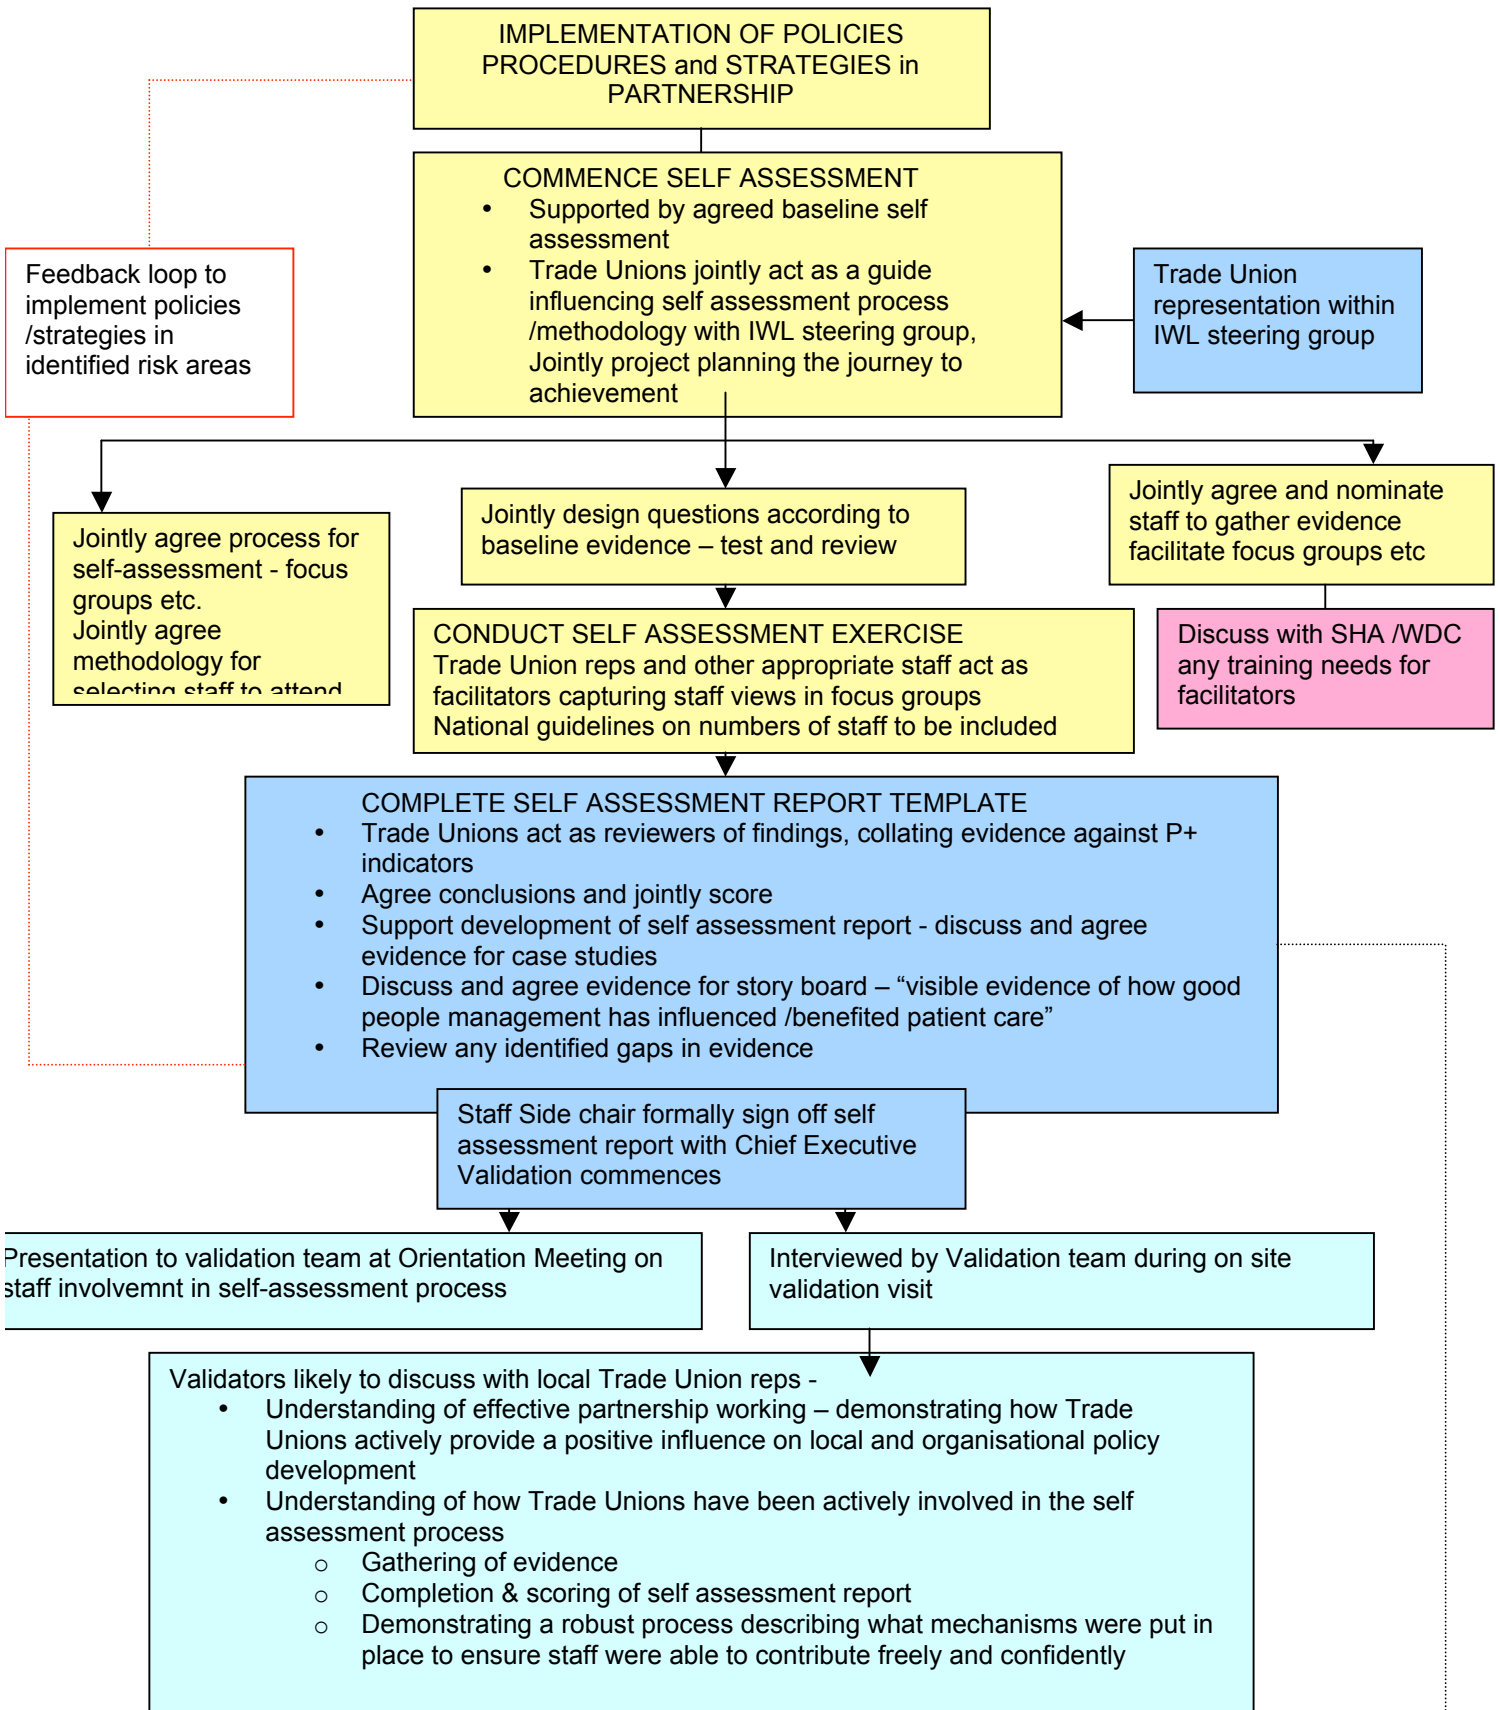 IMPLEMENTATION OF POLICIES
PROCEDURES and STRATEGIES in
PARTNERSHIP
COMMENCE SELF ASSESSMENT
• Supported by agreed baseline self
assessment
• Trade Unions jointly act as a guide
influencing self assessment process
/methodology with IWL steering group,
Jointly project planning the journey to
achievement
Feedback loop to
implement policies
/strategies in
identified risk areas
Trade Union
representation within
IWL steering group
Jointly agree process for
self-assessment - focus
groups etc.
Jointly agree
methodology for
selecting staff to attend
Jointly design questions according to
baseline evidence – test and review
Jointly agree and nominate
staff to gather evidence
facilitate focus groups etc
CONDUCT SELF ASSESSMENT EXERCISE
Trade Union reps and other appropriate staff act as
facilitators capturing staff views in focus groups
National guidelines on numbers of staff to be included
Discuss with SHA /WDC
any training needs for
facilitators
COMPLETE SELF ASSESSMENT REPORT TEMPLATE
• Trade Unions act as reviewers of findings, collating evidence against P+
indicators
• Agree conclusions and jointly score
• Support development of self assessment report - discuss and agree
evidence for case studies
• Discuss and agree evidence for story board – “visible evidence of how good
people management has influenced /benefited patient care”
• Review any identified gaps in evidence
Staff Side chair formally sign off self
assessment report with Chief Executive
Validation commences
Presentation to validation team at Orientation Meeting on
staff involvemnt in self-assessment process
Interviewed by Validation team during on site
validation visit
Validators likely to discuss with local Trade Union reps -
• Understanding of effective partnership working – demonstrating how Trade
Unions actively provide a positive influence on local and organisational policy
development
• Understanding of how Trade Unions have been actively involved in the self
assessment process
o Gathering of evidence
o Completion & scoring of self assessment report
o Demonstrating a robust process describing what mechanisms were put in
place to ensure staff were able to contribute freely and confidently